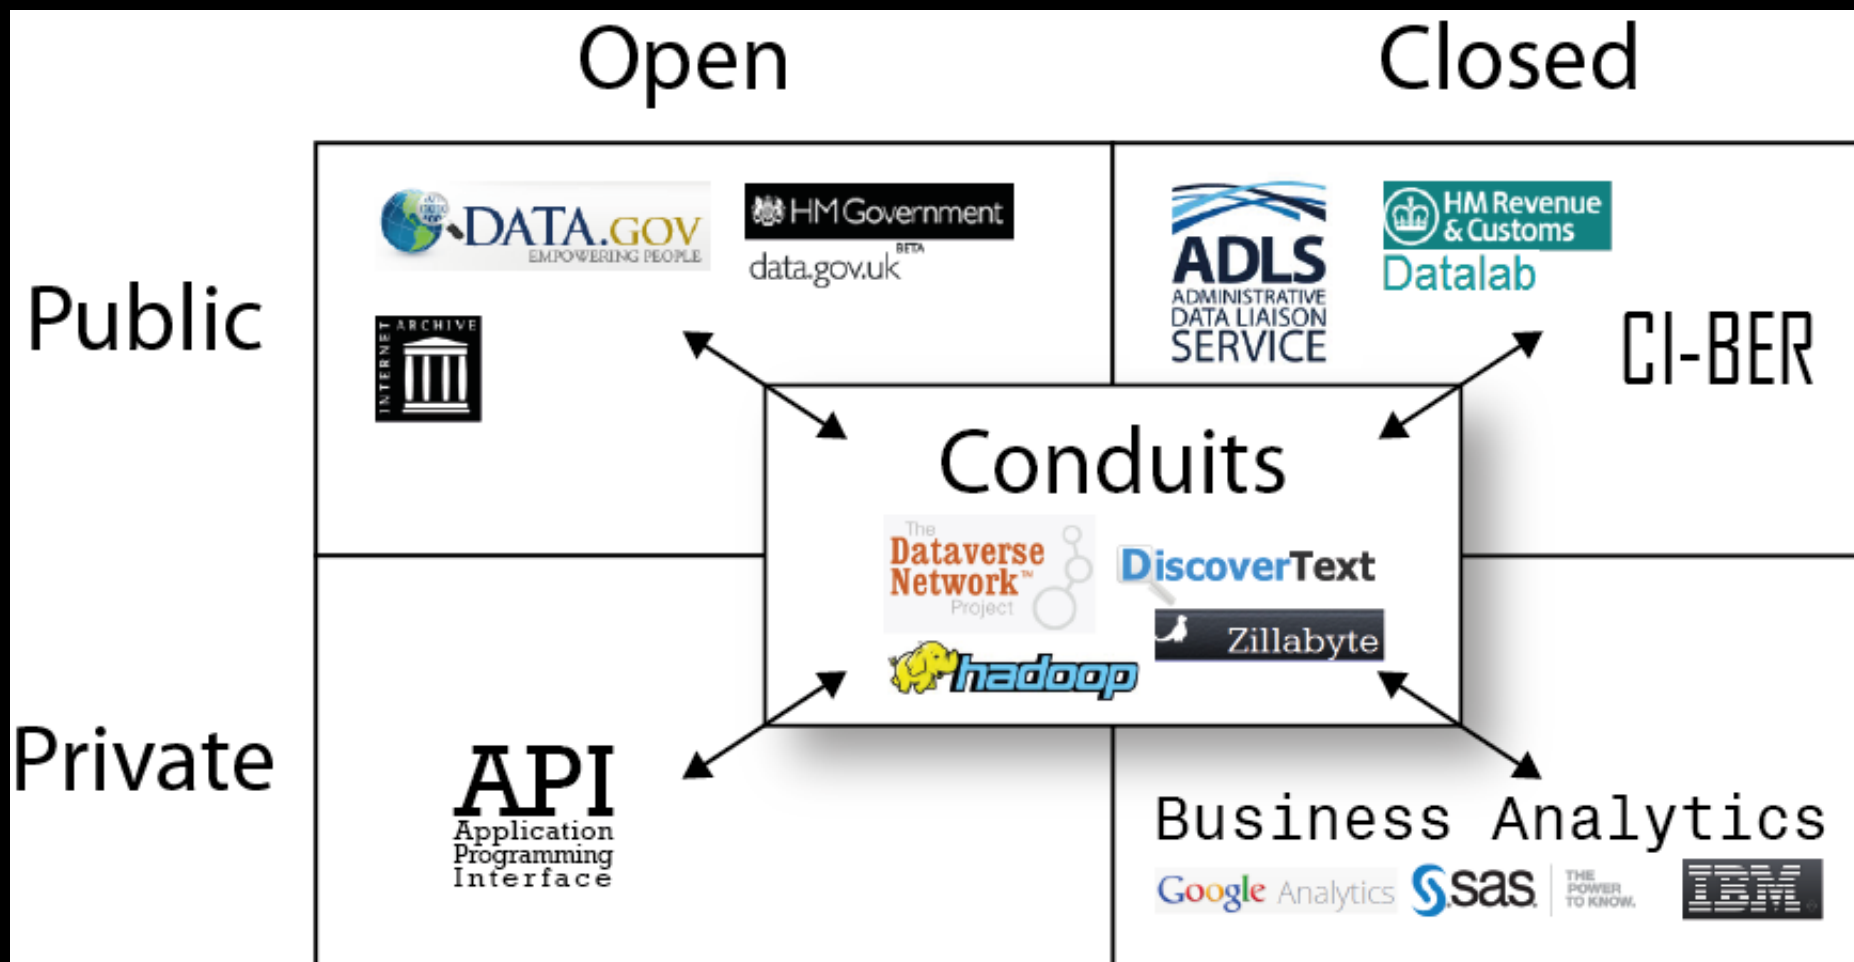 Open
Closed
Public
DATA.GOV
EMPOWERING PEOPLE
HM Government
data.gov.uk BETA
INTERNET ARCHIVE
ADLS
ADMINISTRATIVE
DATA LIAISON
SERVICE
HM Revenue
& Customs
Datalab
CI-BER
Conduits
The
Dataverse
Network™
Project
DiscoverText
Zillabyte
hadoop
Private
API
Application
Programming
Interface
Business Analytics
Google Analytics
sas
THE
POWER
TO KNOW.
IBM